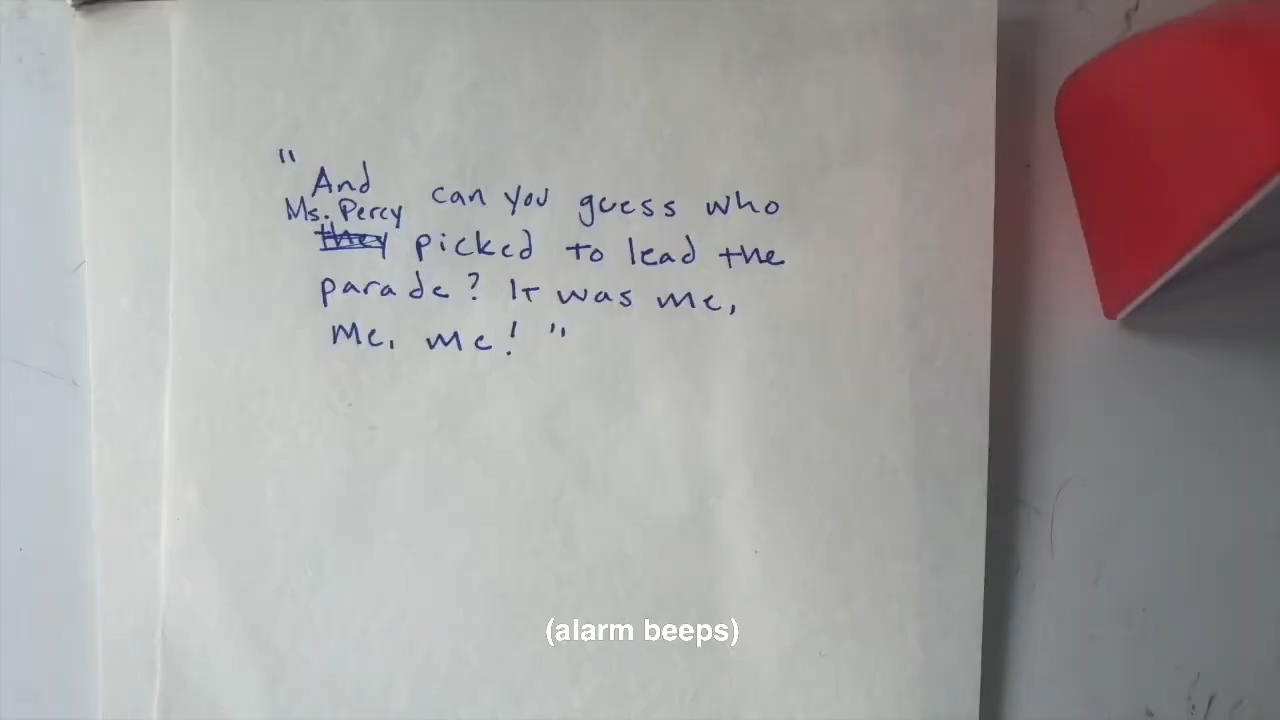 "And can you guess who
Ms. Percy
they picked to lead the
parade? It was me,
me, me!"
(alarm beeps)